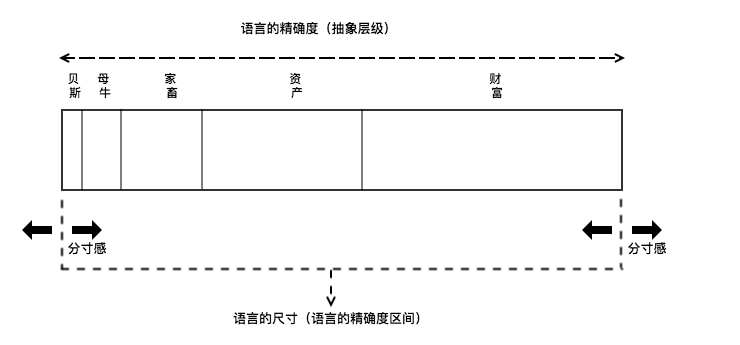 语言的精确度（抽象层级）
贝斯
母牛
家畜
资产
财富
分寸感
分寸感
语言的尺寸（语言的精确度区间）